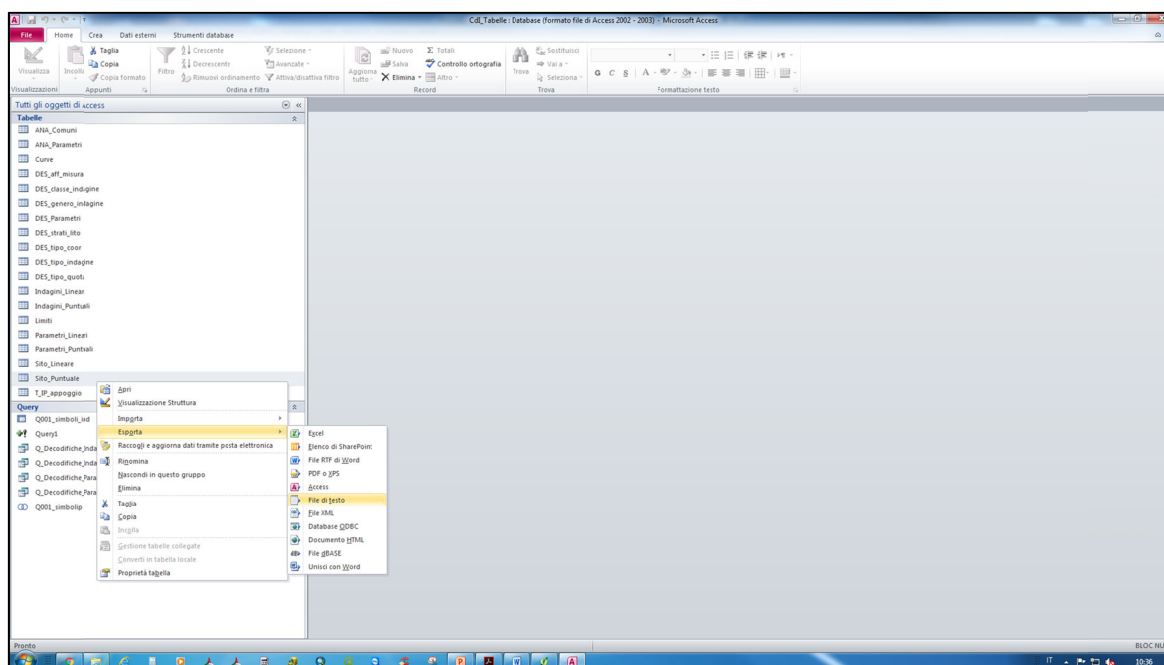 CdI_Tabelle : Database (formato file di Access 2002 - 2003) - Microsoft Access
File Home Crea Dati esterni Strumenti database
Visualizza
Visualizzazioni
Incolla
Taglia
Copia
Copia formato
Appunti
Filtro
Crescente
Decrescente
Rimuovi ordinamento
Selezione
Avanzate
Attiva/disattiva filtro
Ordina e filtra
Aggiorna tutto
Nuovo
Salva
Elimina
Totali
Controllo ortografia
Altro
Record
Trova
Sostituisci
Vai a
Seleziona
Trova
G C S A
Formattazione testo
Tutti gli oggetti di Access
Tabelle
ANA_Comuni
ANA_Parametri
Curve
DES_aff_misura
DES_classe_indagine
DES_genero_indagine
DES_Parametri
DES_strati_lito
DES_tipo_coor
DES_tipo_indagine
DES_tipo_quota
Indagini_Linear
Indagini_Puntuali
Limiti
Parametri_Lineari
Parametri_Puntuali
Sito_Lineare
Sito_Puntuale
T_IP_appoggio
Query
Q001_simboli_ind
Query1
Q_Decodifiche_Inda
Q_Decodifiche_Inda
Q_Decodifiche_Para
Q_Decodifiche_Para
Q001_simbolip
Apri
Visualizzazione Struttura
Importa
Esporta
Raccogli e aggiorna dati tramite posta elettronica
Rinomina
Nascondi in questo gruppo
Elimina
Taglia
Copia
Incolla
Gestione tabelle collegate
Converti in tabella locale
Proprietà tabella
Excel
Elenco di SharePoint
File RTF di Word
PDF o XPS
Access
File di testo
File XML
Database ODBC
Documento HTML
File dBASE
Unisci con Word
Pronto
BLOC NU
IT
10:36